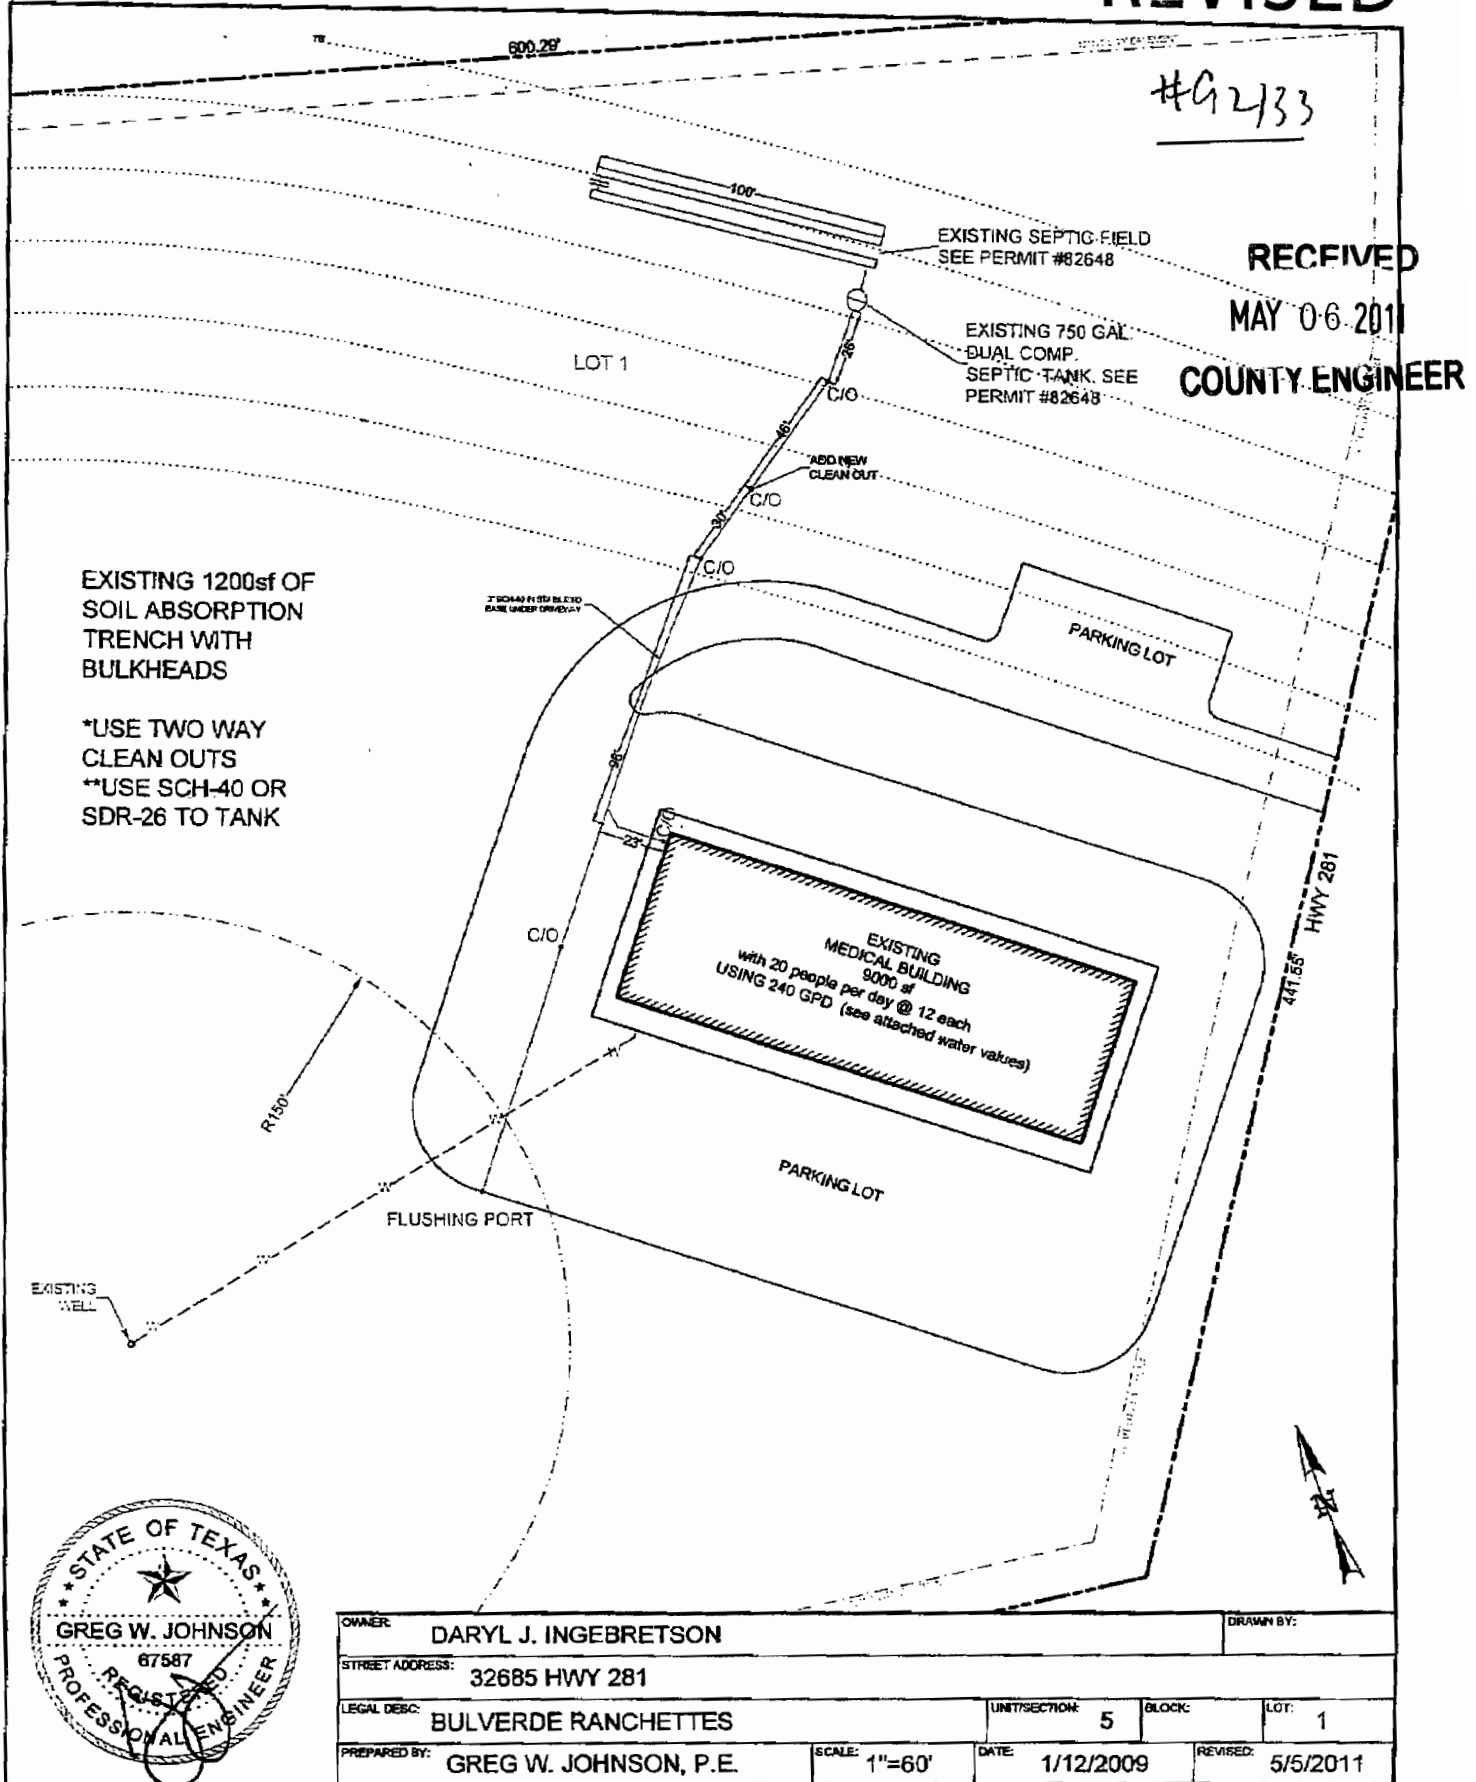 REVISED
600.29'
#G2133
100'
EXISTING SEPTIC FIELD
SEE PERMIT #82648
RECEIVED
MAY 06 2011
COUNTY ENGINEER
EXISTING 750 GAL.
DUAL COMP.
SEPTIC TANK. SEE
PERMIT #82648
LOT 1
26'
C/O
46'
ADD NEW
CLEAN OUT
C/O
30'
C/O
EXISTING 1200sf OF
SOIL ABSORPTION
TRENCH WITH
BULKHEADS
*USE TWO WAY
CLEAN OUTS
**USE SCH-40 OR
SDR-26 TO TANK
PARKING LOT
C/O
23'
HWY 281
441.55'
C/O
EXISTING
MEDICAL BUILDING
9000 sf
with 20 people per day @ 12 each
USING 240 GPD (see attached water values)
R150'
W
W
W
W
W
PARKING LOT
FLUSHING PORT
EXISTING
WELL
N
STATE OF TEXAS
GREG W. JOHNSON
67587
REGISTERED
PROFESSIONAL ENGINEER
OWNER: DARYL J. INGEBRETSON
DRAWN BY:
STREET ADDRESS: 32685 HWY 281
LEGAL DESC: BULVERDE RANCHETTES
UNIT/SECTION: 5
BLOCK:
LOT: 1
PREPARED BY: GREG W. JOHNSON, P.E.
SCALE: 1"=60'
DATE: 1/12/2009
REVISED: 5/5/2011